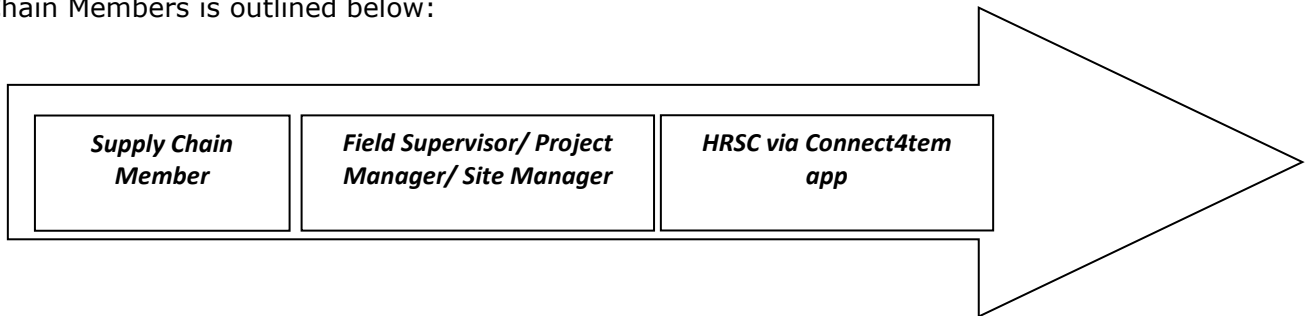 hain Members is outlined below:
Supply Chain
Member
Field Supervisor/ Project
Manager/ Site Manager
HRSC via Connect4tem
app